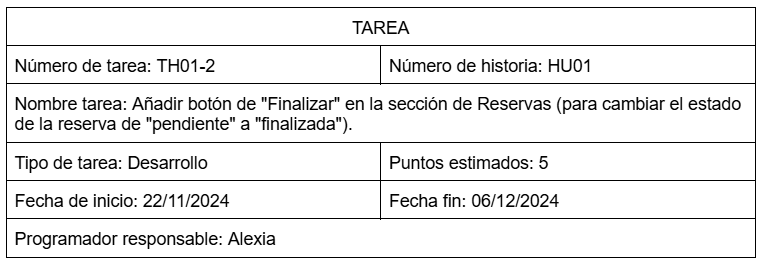 TAREA
Número de tarea: TH01-2
Número de historia: HU01
Nombre tarea: Añadir botón de "Finalizar" en la sección de Reservas (para cambiar el estado
de la reserva de "pendiente" a "finalizada").
Tipo de tarea: Desarrollo
Puntos estimados: 5
Fecha de inicio: 22/11/2024
Fecha fin: 06/12/2024
Programador responsable: Alexia